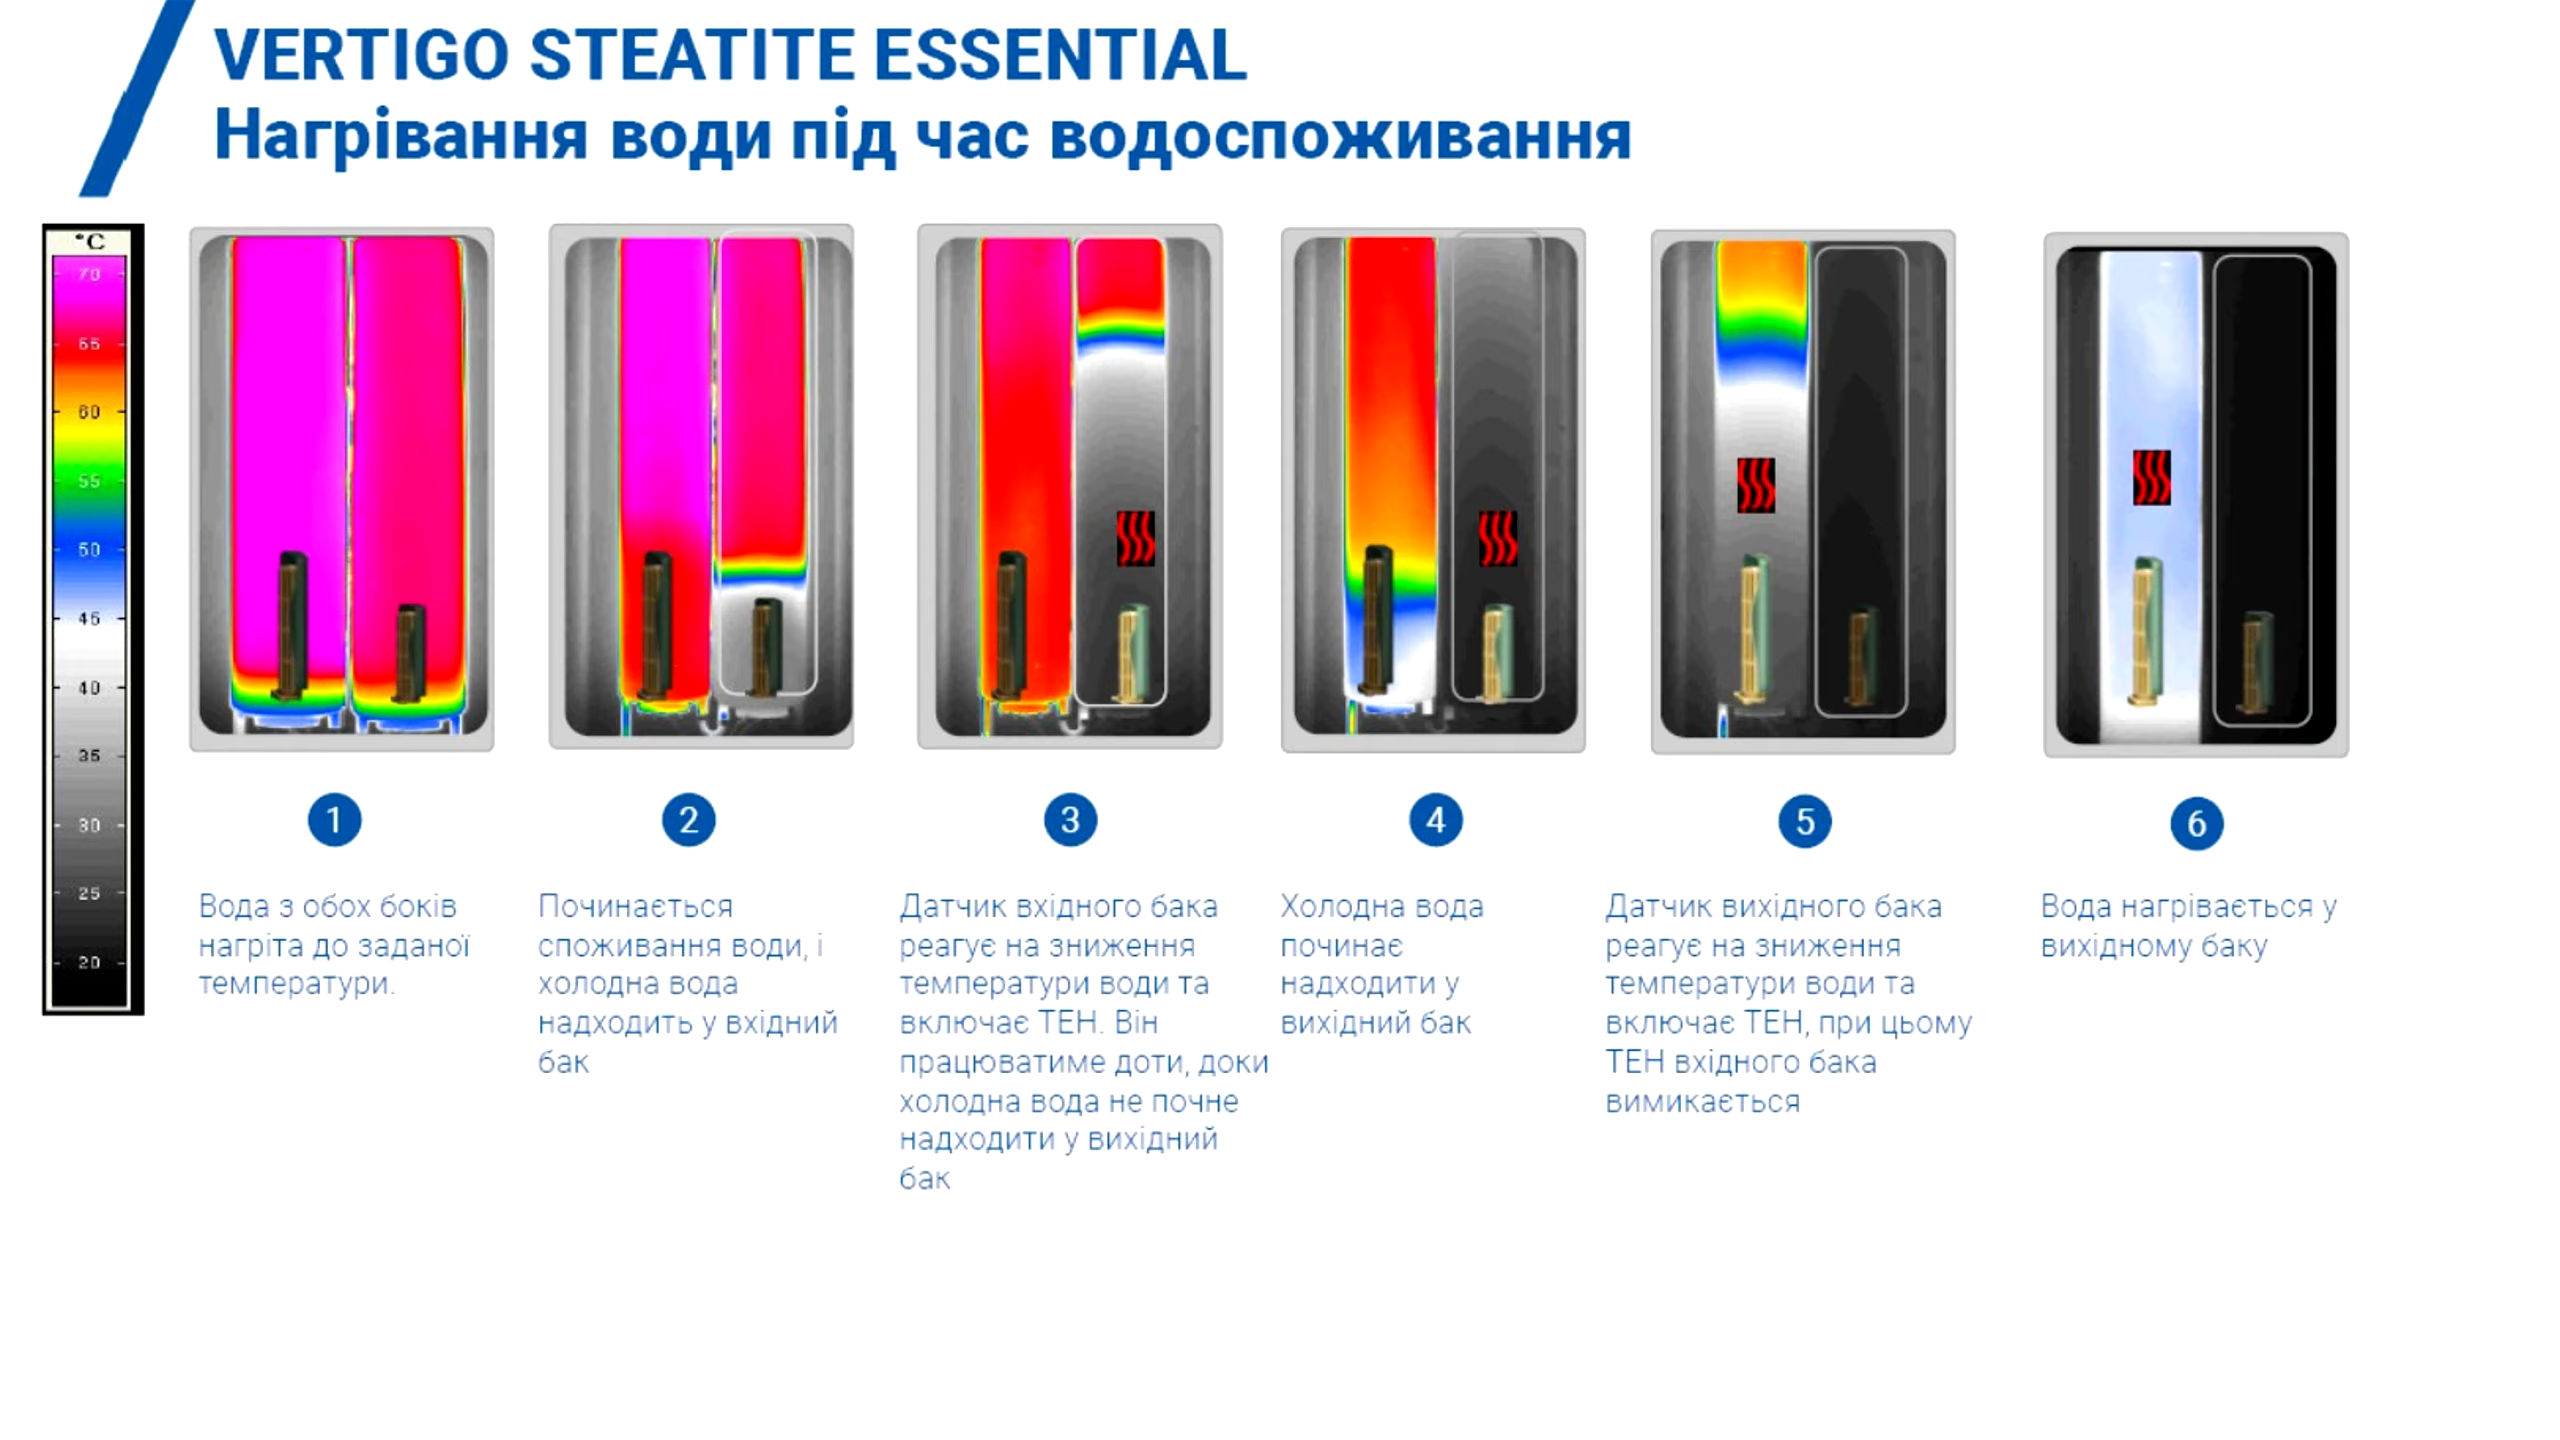 VERTIGO STEATITE ESSENTIAL
Нагрівання води під час водоспоживання
°C
70
65
60
55
50
45
40
35
30
25
20
1
Вода з обох боків
нагріта до заданої
температури.
2
Починається
споживання води, і
холодна вода
надходить у вхідний
бак
3
Датчик вхідного бака
реагує на зниження
температури води та
включає ТЕН. Він
працюватиме доти, доки
холодна вода не почне
надходити у вихідний
бак
4
Холодна вода
починає
надходити у
вихідний бак
5
Датчик вихідного бака
реагує на зниження
температури води та
включає ТЕН, при цьому
ТЕН вхідного бака
вимикається
6
Вода нагрівається у
вихідному баку